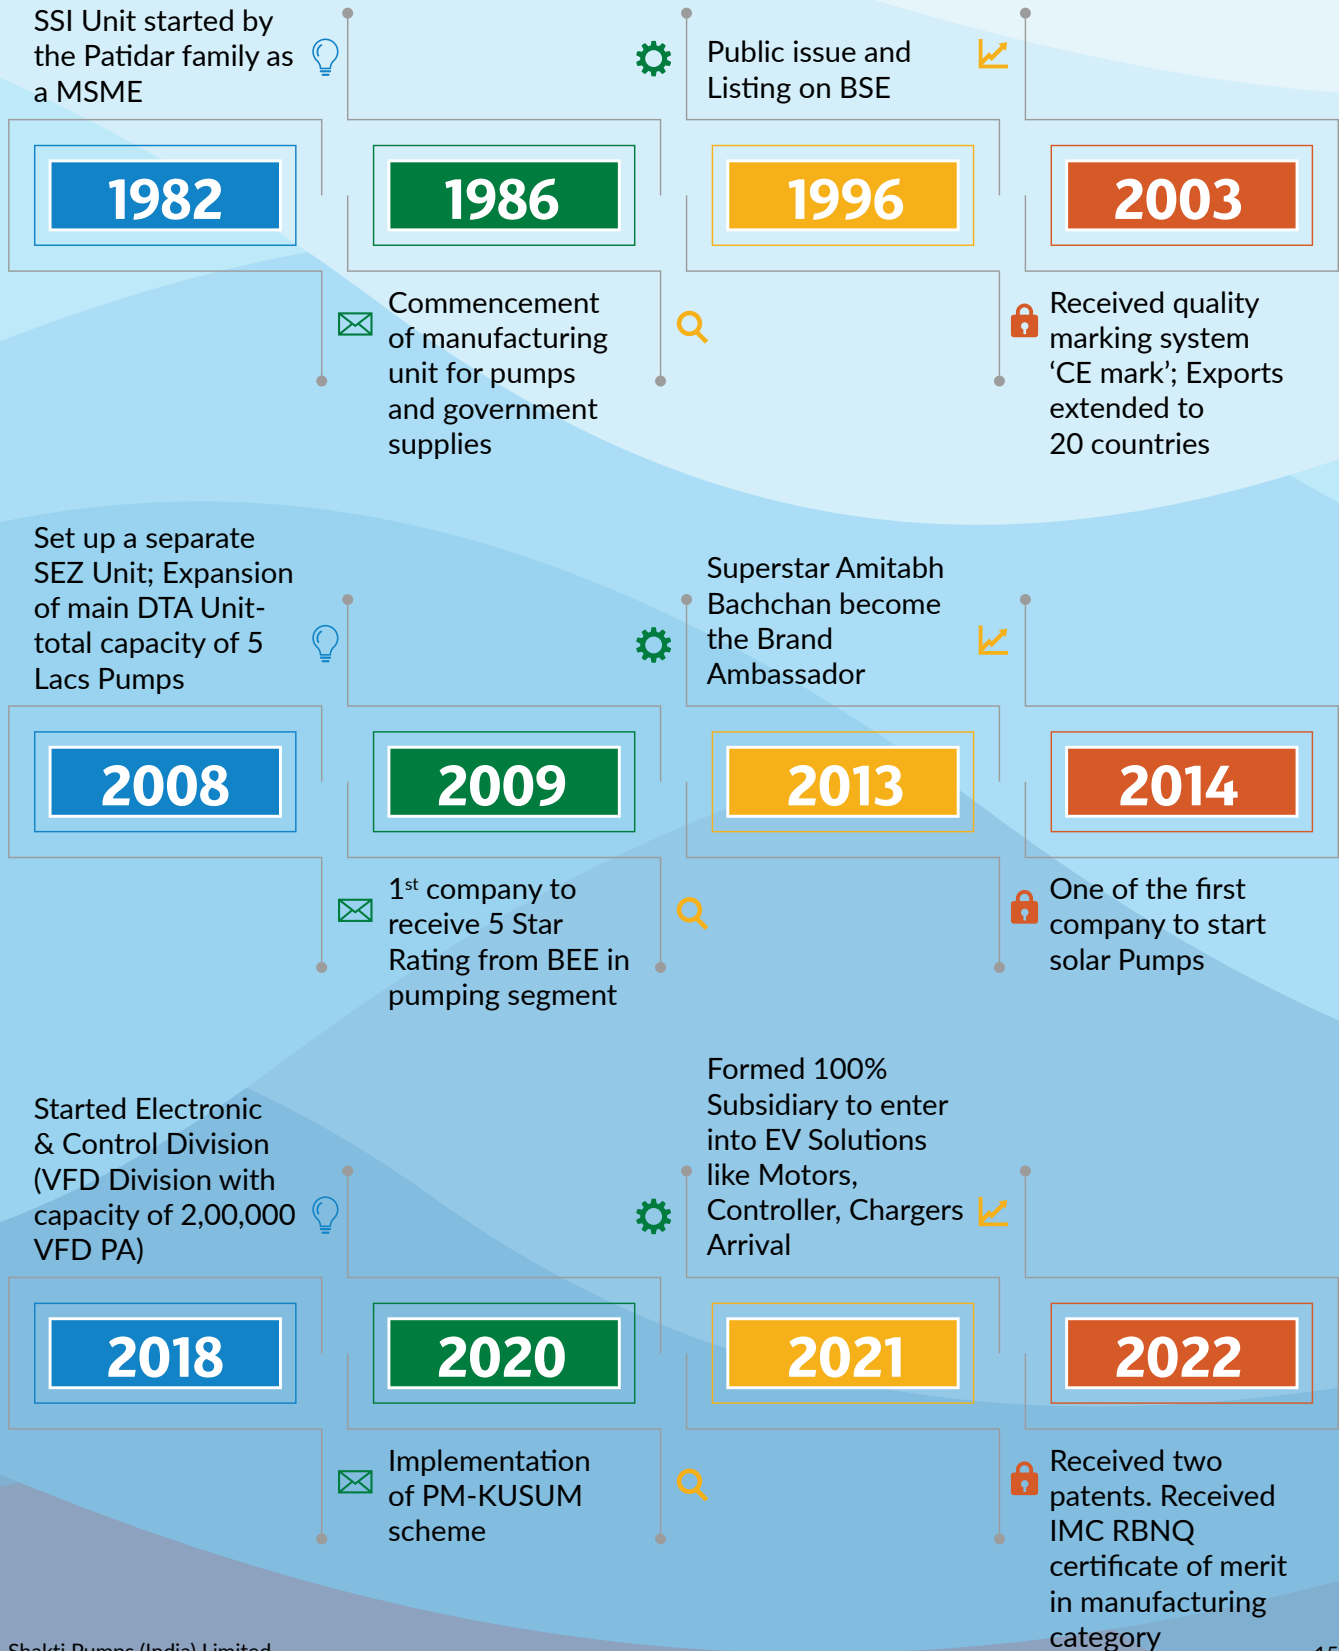 SSI Unit started by
the Patidar family as
a MSME
1982
1986
Commencement
of manufacturing
unit for pumps
and government
supplies
Public issue and
Listing on BSE
1996
2003
Received quality
marking system
‘CE mark’; Exports
extended to
20 countries
Set up a separate
SEZ Unit; Expansion
of main DTA Unit-
total capacity of 5
Lacs Pumps
2008
2009
1st company to
receive 5 Star
Rating from BEE in
pumping segment
Superstar Amitabh
Bachchan become
the Brand
Ambassador
2013
2014
One of the first
company to start
solar Pumps
Started Electronic
& Control Division
(VFD Division with
capacity of 2,00,000
VFD PA)
2018
2020
Implementation
of PM-KUSUM
scheme
Formed 100%
Subsidiary to enter
into EV Solutions
like Motors,
Controller, Chargers
Arrival
2021
2022
Received two
patents. Received
IMC RBNQ
certificate of merit
in manufacturing
category
Shakti Pumps (India) Limited